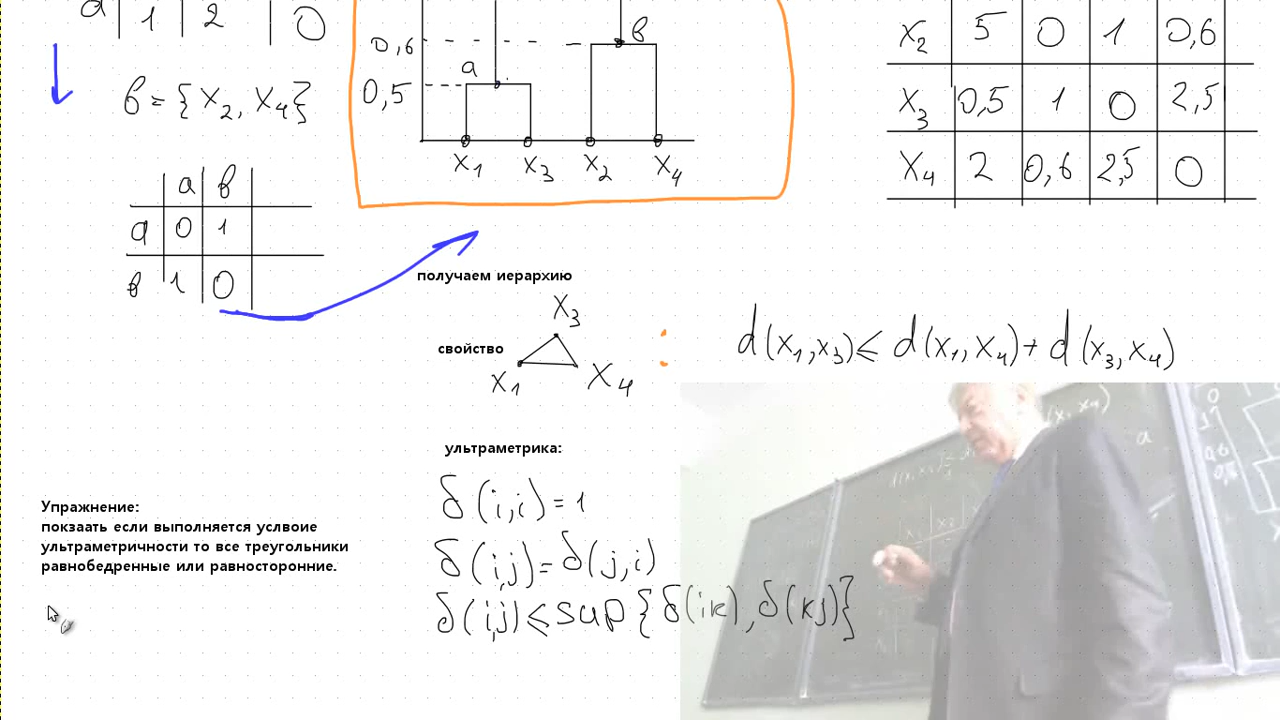 a | 1 | 2 | 0
b = {x2, x4}
a b
a 0 1
b 1 0
0,6
b
a
0,5
x1 x3 x2 x4
x2 5 0 1 0,6
x3 0,5 1 0 2,5
x4 2 0,6 2,5 0
получаем иерархию
свойство
x3
x1 x4
:
d(x1,x3) ≤ d(x1,x4) + d(x3,x4)
ультраметрика:
δ(i,i) = 1
δ(i,j) = δ(j,i)
δ(i,j) ≤ sup{δ(ik), δ(kj)}
Упражнение:
покзаать если выполняется услвоие
ультраметричности то все треугольники
равнобедренные или равносторонние.